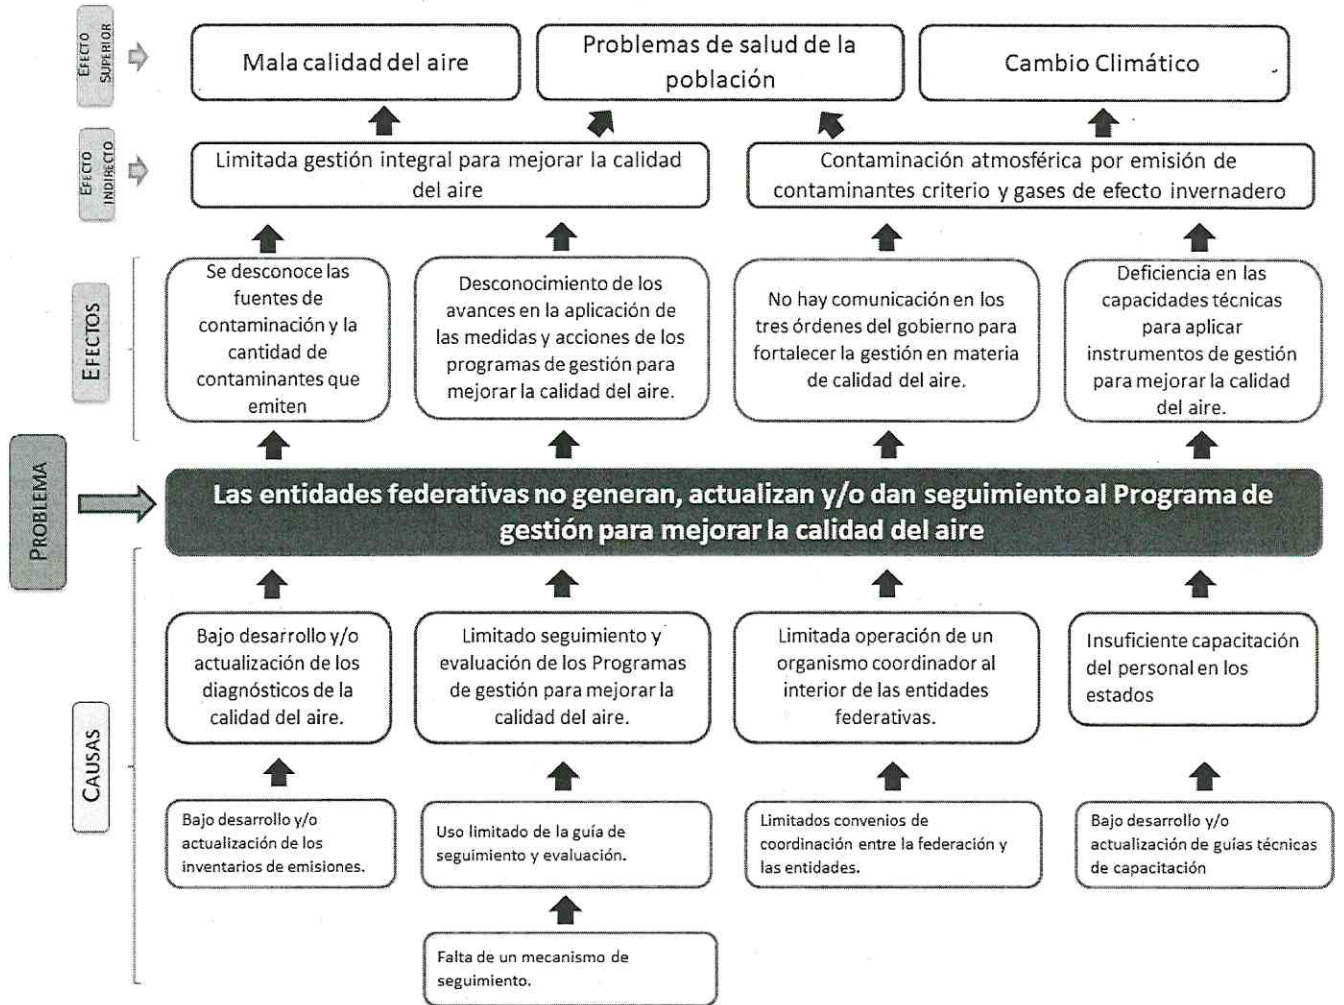 EFECTO
SUPERIOR
Mala calidad del aire
Problemas de salud de la
población
Cambio Climático
EFECTO
INDIRECTO
Limitada gestión integral para mejorar la calidad
del aire
Contaminación atmosférica por emisión de
contaminantes criterio y gases de efecto invernadero
EFECTOS
Se desconoce las
fuentes de
contaminación y la
cantidad de
contaminantes que
emiten
Desconocimiento de los
avances en la aplicación de
las medidas y acciones de los
programas de gestión para
mejorar la calidad del aire.
No hay comunicación en los
tres órdenes del gobierno para
fortalecer la gestión en materia
de calidad del aire.
Deficiencia en las
capacidades técnicas
para aplicar
instrumentos de gestión
para mejorar la calidad
del aire.
PROBLEMA
Las entidades federativas no generan, actualizan y/o dan seguimiento al Programa de
gestión para mejorar la calidad del aire
CAUSAS
Bajo desarrollo y/o
actualización de los
diagnósticos de la
calidad del aire.
Limitado seguimiento y
evaluación de los Programas
de gestión para mejorar la
calidad del aire.
Limitada operación de un
organismo coordinador al
interior de las entidades
federativas.
Insuficiente capacitación
del personal en los
estados
Bajo desarrollo y/o
actualización de los
inventarios de emisiones.
Uso limitado de la guía de
seguimiento y evaluación.
Limitados convenios de
coordinación entre la federación y
las entidades.
Bajo desarrollo y/o
actualización de guías técnicas
de capacitación
Falta de un mecanismo de
seguimiento.